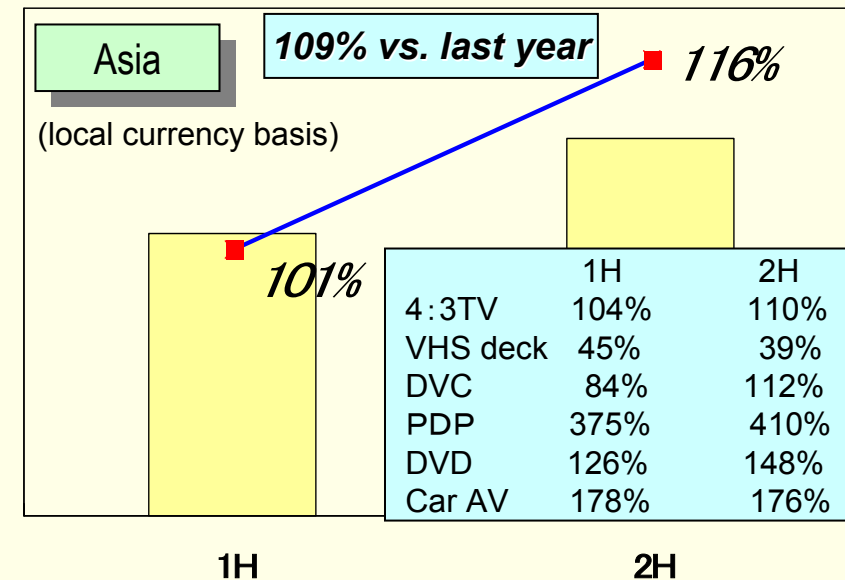 Asia
109% vs. last year
116%
(local currency basis)
101%
1H 2H
4:3TV 104% 110%
VHS deck 45% 39%
DVC 84% 112%
PDP 375% 410%
DVD 126% 148%
Car AV 178% 176%
1H 2H